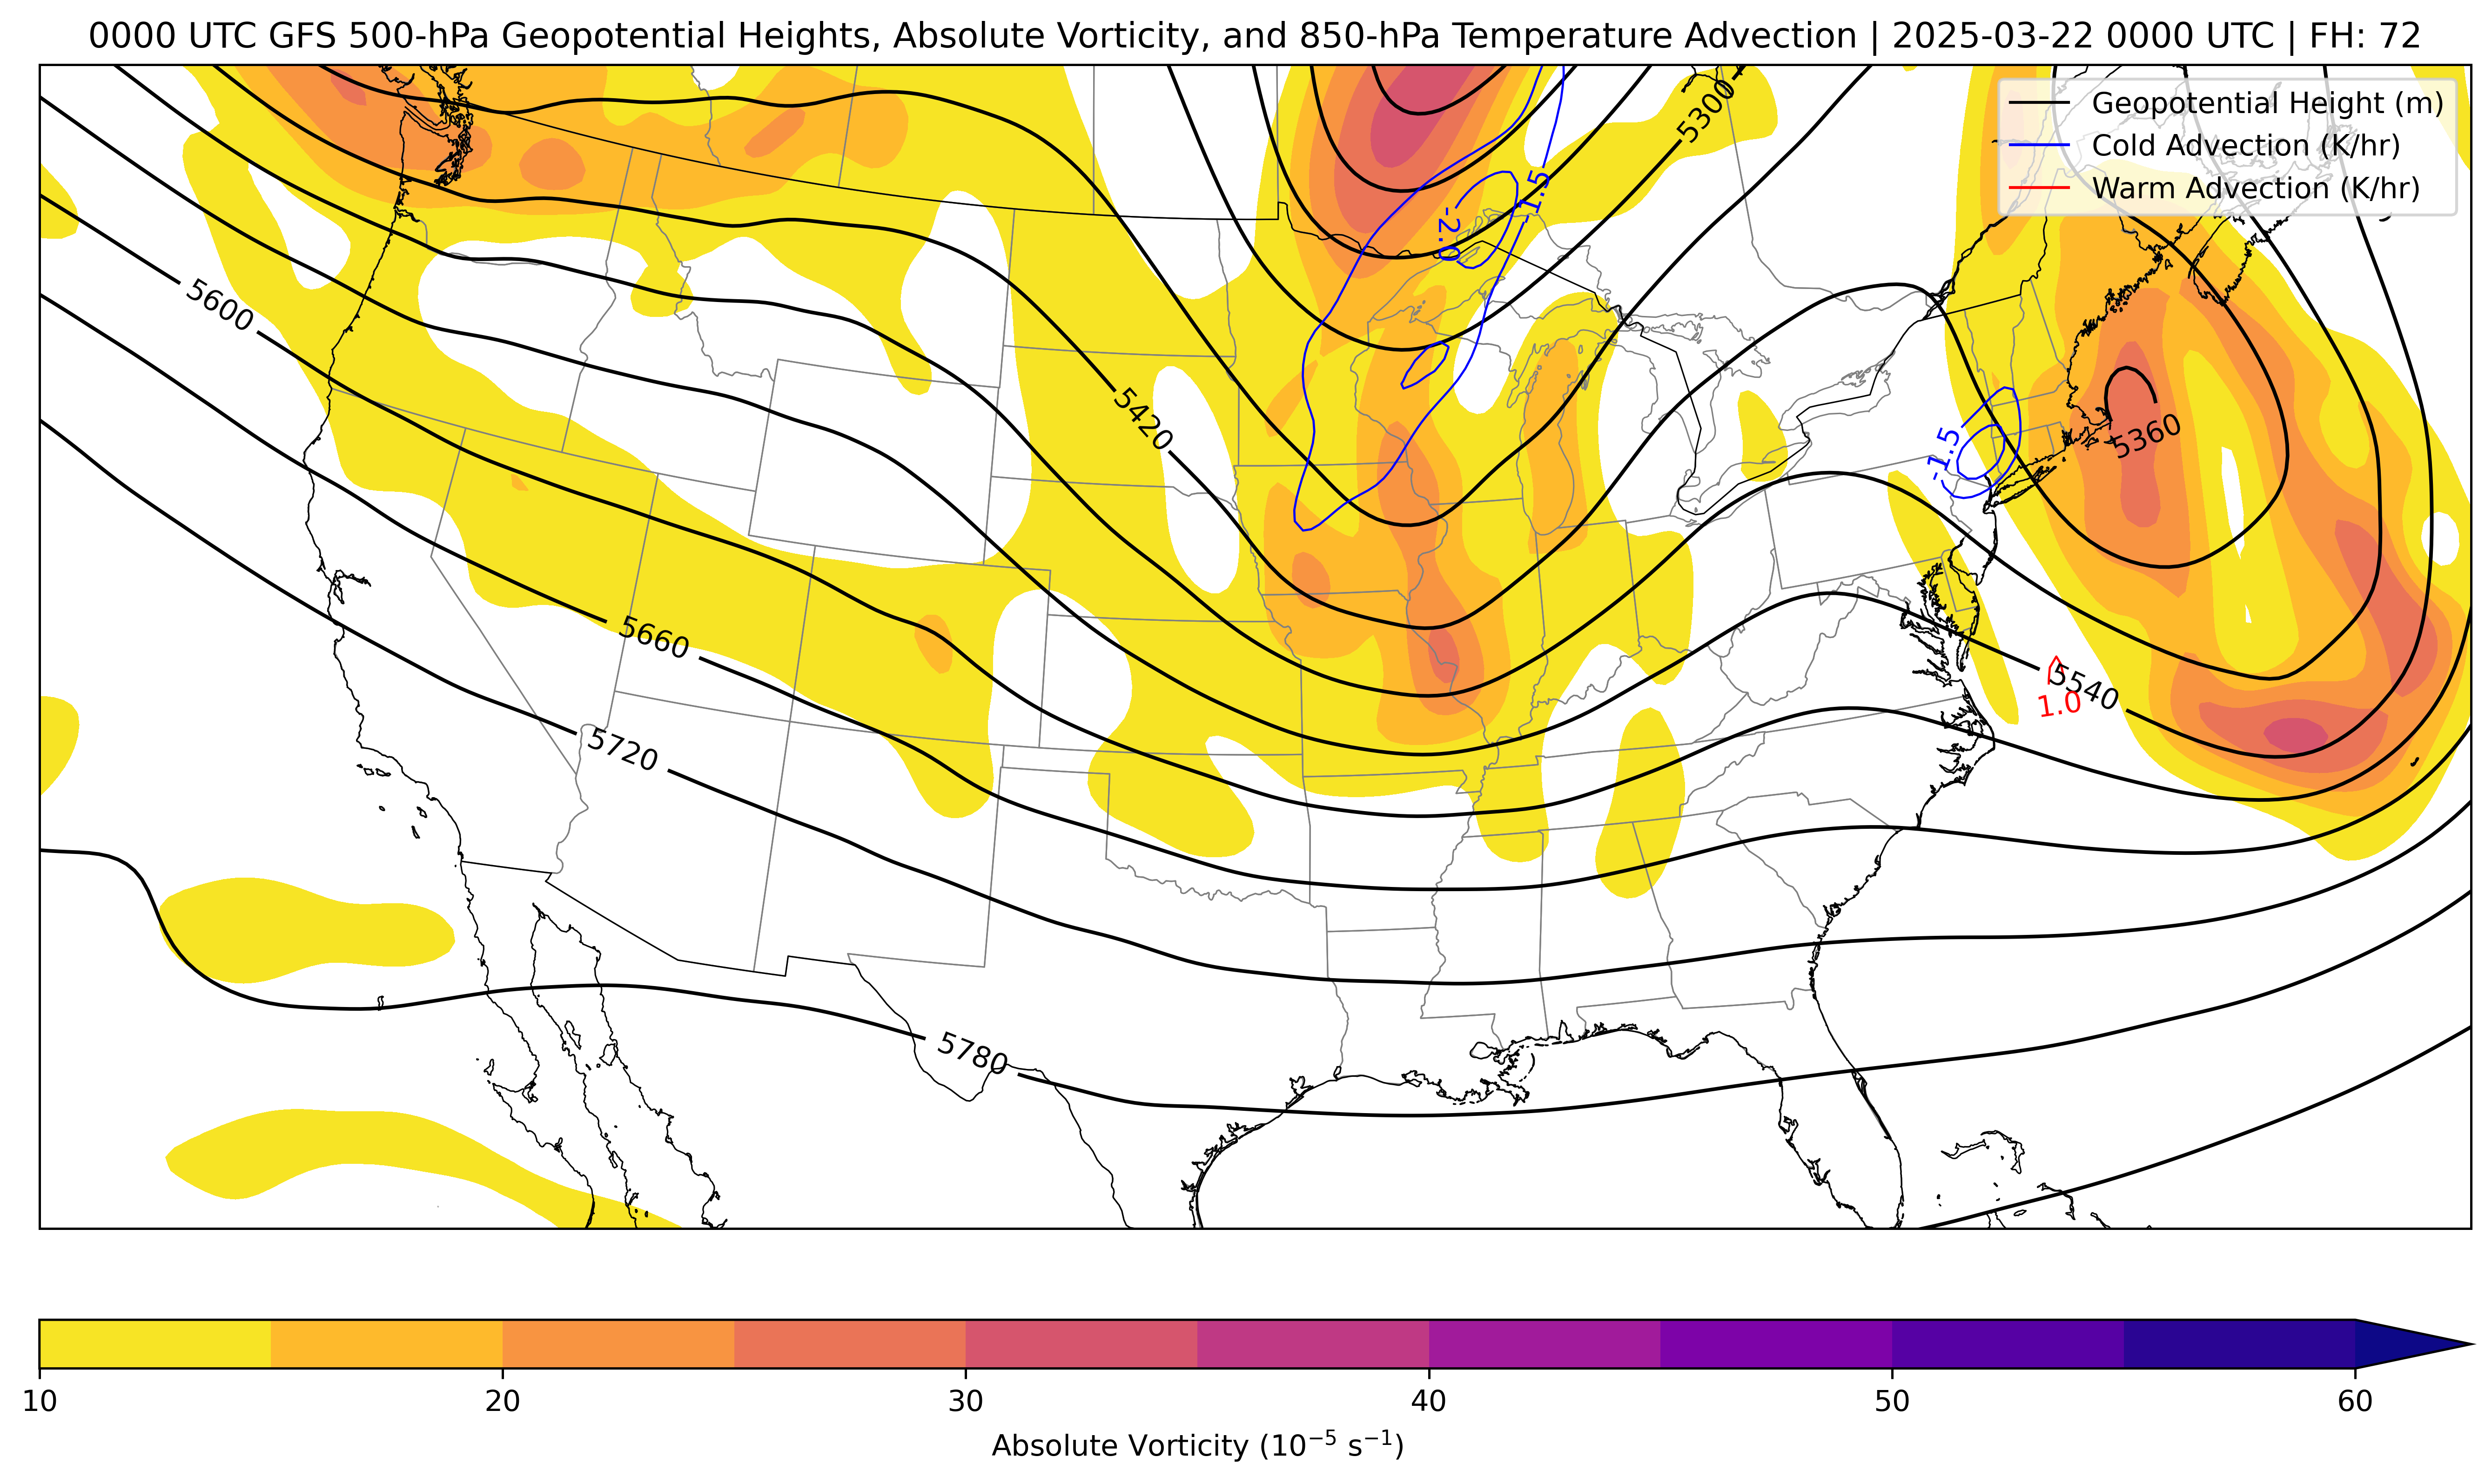 0000 UTC GFS 500-hPa Geopotential Heights, Absolute Vorticity, and 850-hPa Temperature Advection | 2025-03-22 0000 UTC | FH: 72
Geopotential Height (m)
Cold Advection (K/hr)
Warm Advection (K/hr)
5300
-1.5
-2.0
5600
5420
-1.5
5360
5660
5540
1.0
5720
5780
10 20 30 40 50 60
Absolute Vorticity (10⁻⁵ s⁻¹)